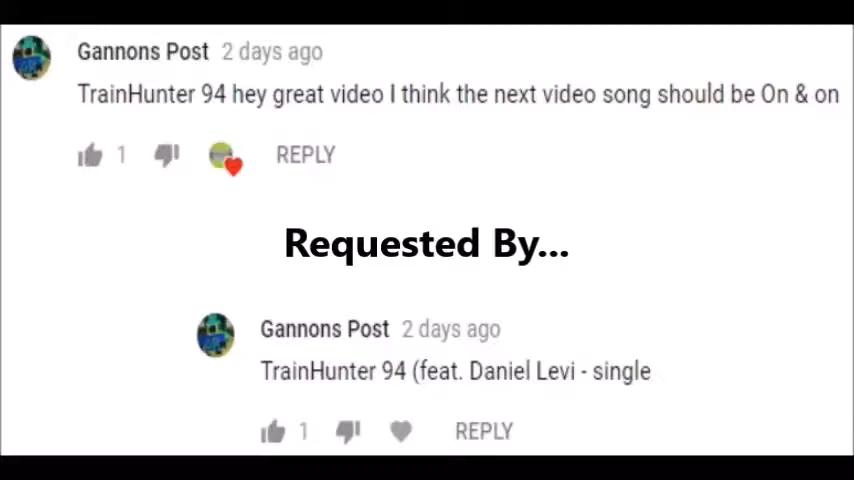 Gannons Post 2 days ago
TrainHunter 94 hey great video I think the next video song should be On & on
1 REPLY
Requested By...
Gannons Post 2 days ago
TrainHunter 94 (feat. Daniel Levi - single
1 REPLY